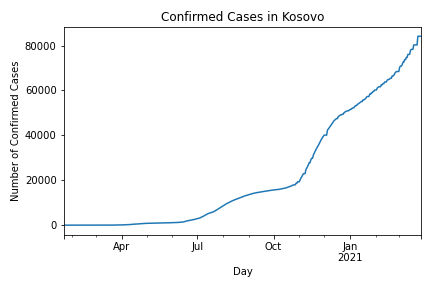 Confirmed Cases in Kosovo
Number of Confirmed Cases
80000
60000
40000
20000
0
Apr
Jul
Oct
Jan
2021
Day